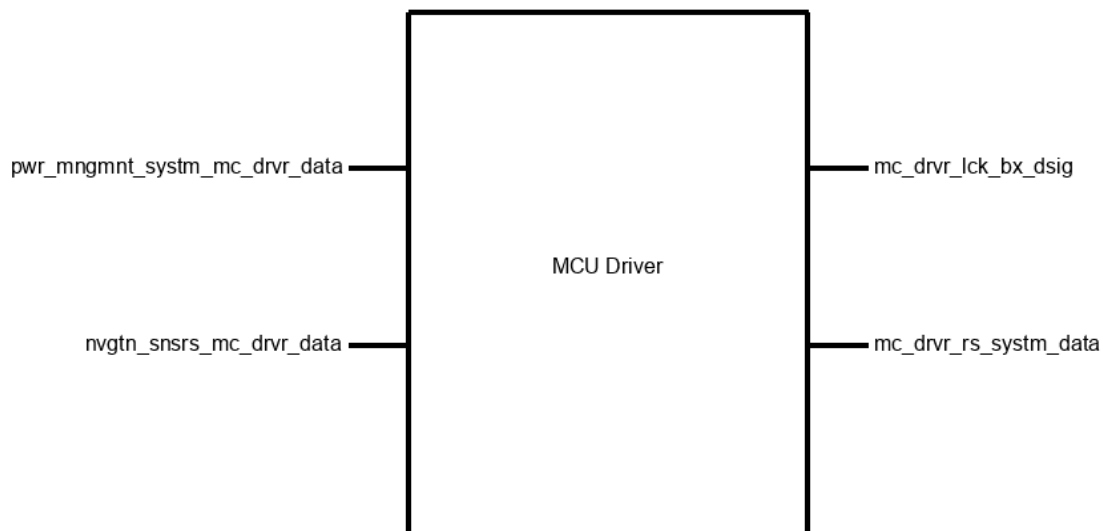 pwr_mngmnt_systm_mc_drvr_data
mc_drvr_lck_bx_dsig
MCU Driver
nvgtn_snsrs_mc_drvr_data
mc_drvr_rs_systm_data